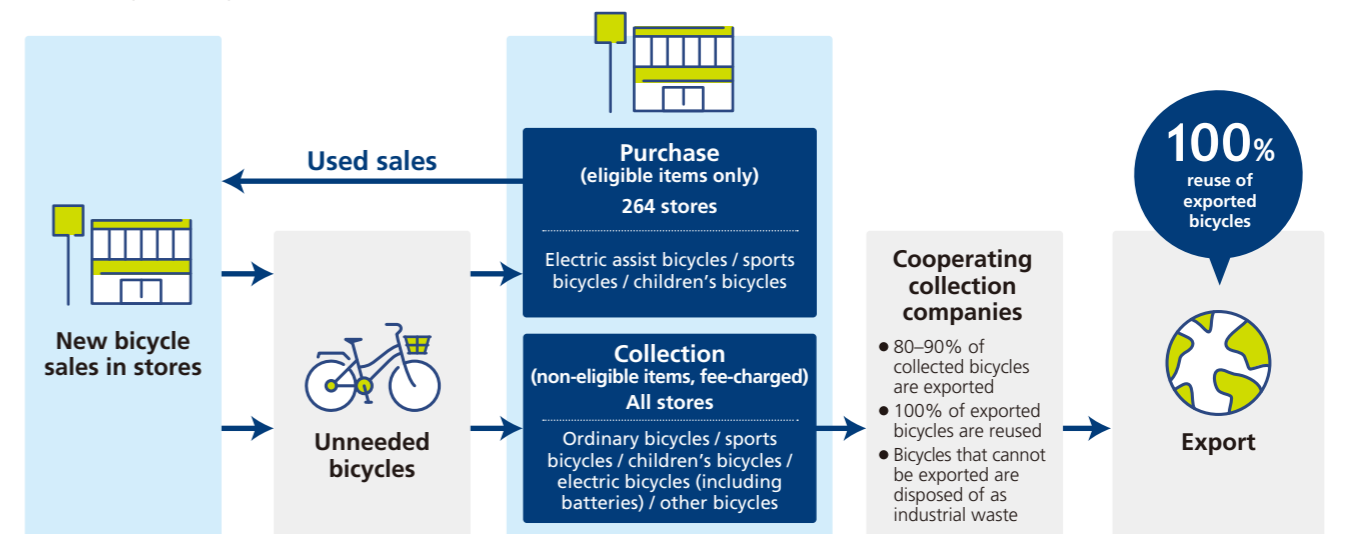 New bicycle
sales in stores
Used sales
Unneeded
bicycles
Purchase
(eligible items only)
264 stores
Electric assist bicycles / sports
bicycles / children’s bicycles
Collection
(non-eligible items, fee-charged)
All stores
Ordinary bicycles / sports
bicycles / children’s bicycles /
electric bicycles (including
batteries) / other bicycles
Cooperating
collection
companies
● 80–90% of
collected bicycles
are exported
● 100% of exported
bicycles are reused
● Bicycles that cannot
be exported are
disposed of as
industrial waste
100%
reuse of
exported
bicycles
Export